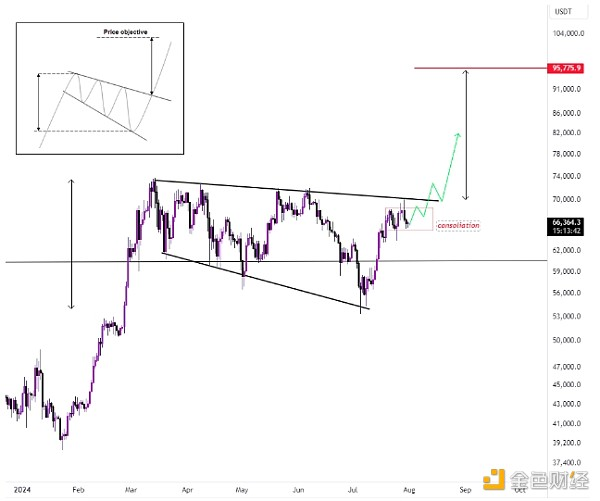 USDT
Price objective
104,000.0
95,775.9
91,000.0
86,000.0
82,000.0
78,000.0
74,000.0
70,000.0
66,364.3
15:13:42
consoliation
62,000.0
59,000.0
56,000.0
53,000.0
50,000.0
47,000.0
45,000.0
43,000.0
41,000.0
39,200.0
37,400.0
2024
Feb
Mar
Apr
May
Jun
Jul
Aug
Sep
Oct
金色财经